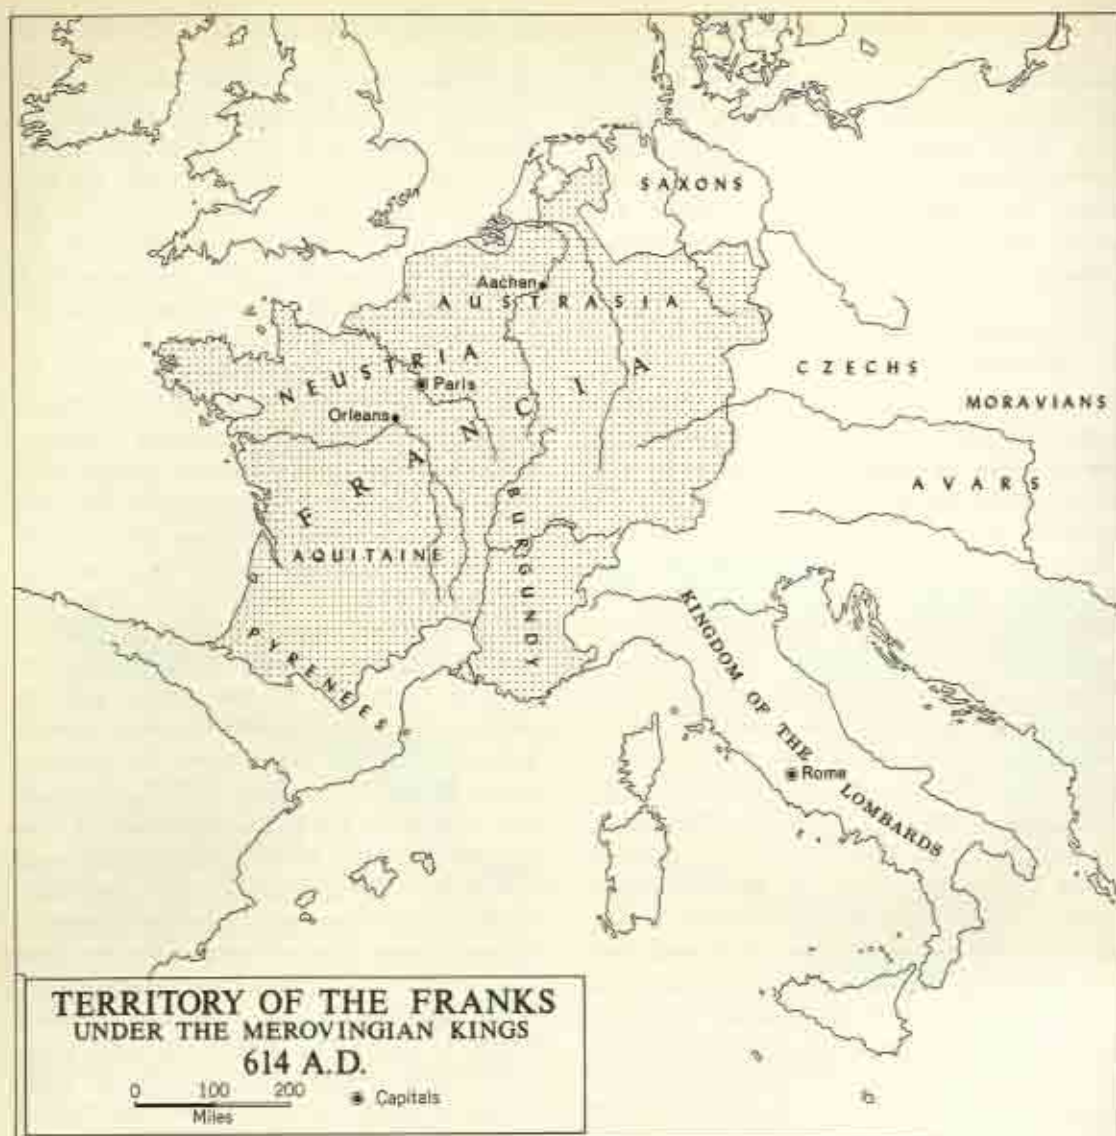 SAXONS
Aachan
AUSTRASIA
NEUSTRIA
Paris
Orleans
FRANCIA
CZECHS
MORAVIANS
AVARS
BURGUNDY
AQUITAINE
PYRENEES
KINGDOM OF THE LOMBARDS
Rome
TERRITORY OF THE FRANKS
UNDER THE MEROVINGIAN KINGS
614 A.D.
0 100 200
Miles
Capitals